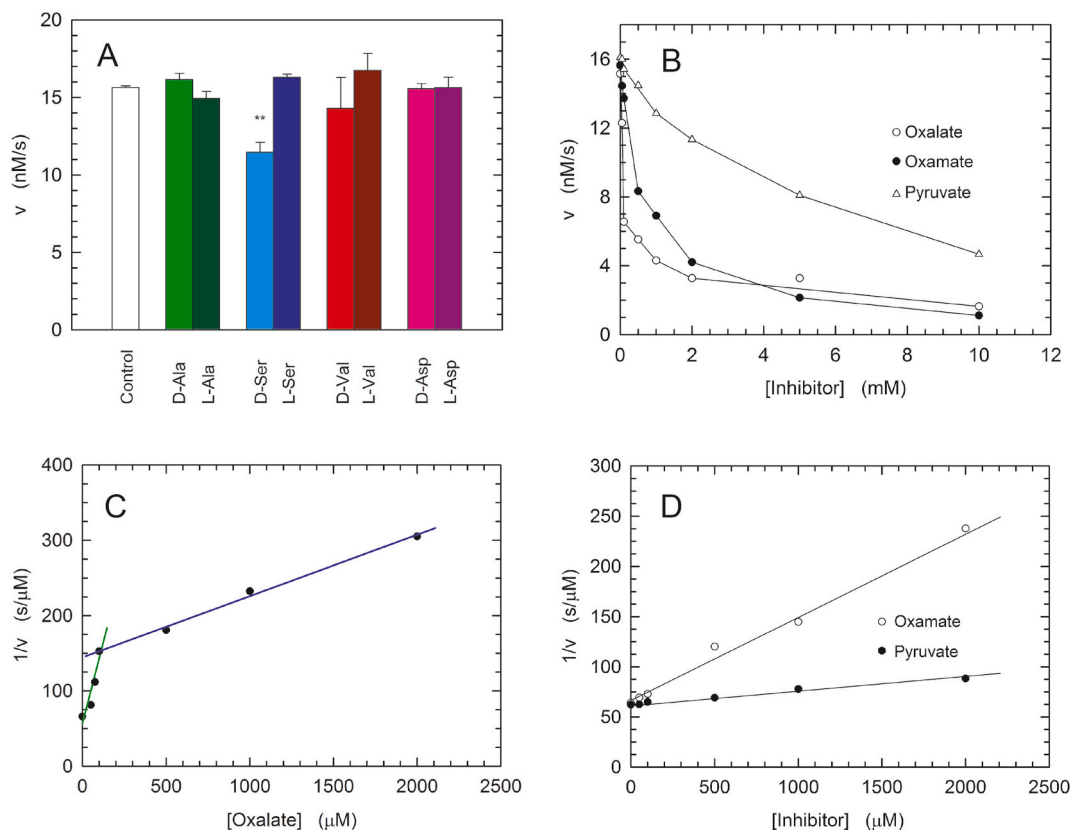 A
20
15
10
5
0
v (nM/s)
**
Control
D-Ala
L-Ala
D-Ser
L-Ser
D-Val
L-Val
D-Asp
L-Asp
B
16
12
8
4
0
v (nM/s)
Oxalate
Oxamate
Pyruvate
0 2 4 6 8 10 12
[Inhibitor] (mM)
C
400
300
200
100
0
1/v (s/μM)
0 500 1000 1500 2000 2500
[Oxalate] (μM)
D
300
250
200
150
100
50
0
1/v (s/μM)
Oxamate
Pyruvate
0 500 1000 1500 2000 2500
[Inhibitor] (μM)